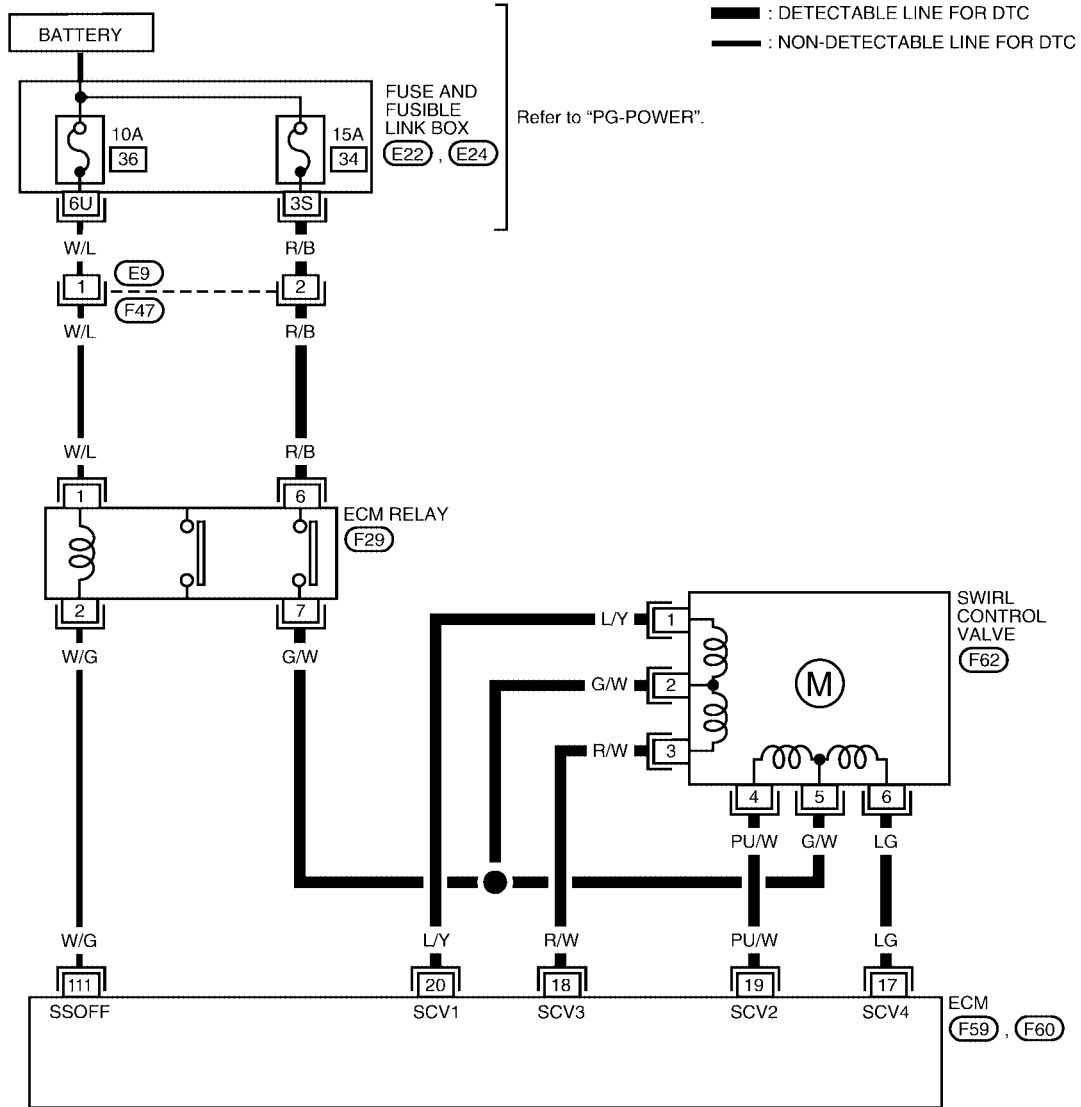 BATTERY
: DETECTABLE LINE FOR DTC
: NON-DETECTABLE LINE FOR DTC
FUSE AND
FUSIBLE
LINK BOX
E22 , E24
Refer to “PG-POWER”.
10A
36
15A
34
6U
3S
W/L
R/B
1
E9
2
F47
W/L
R/B
W/L
R/B
1
6
ECM RELAY
F29
2
7
W/G
G/W
SWIRL
CONTROL
VALVE
F62
L/Y
1
G/W
2
R/W
3
M
4
5
6
PU/W
G/W
LG
W/G
L/Y
R/W
PU/W
LG
111
20
18
19
17
SSOFF
SCV1
SCV3
SCV2
SCV4
ECM
F59 , F60